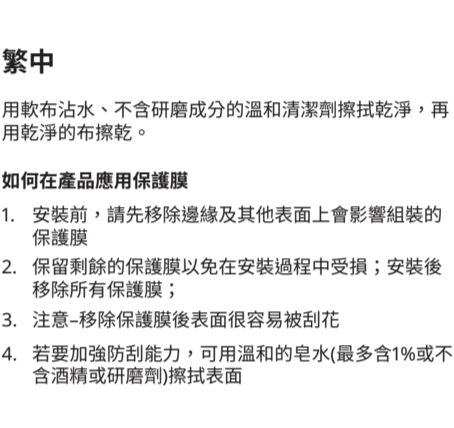 繁中
用軟布沾水、不含研磨成分的溫和清潔劑擦拭乾淨，再
用乾淨的布擦乾。
如何在產品應用保護膜
1. 安裝前，請先移除邊緣及其他表面上會影響組裝的
保護膜
2. 保留剩餘的保護膜以免在安裝過程中受損；安裝後
移除所有保護膜；
3. 注意–移除保護膜後表面很容易被刮花
4. 若要加強防刮能力，可用溫和的皂水(最多含1%或不
含酒精或研磨劑)擦拭表面